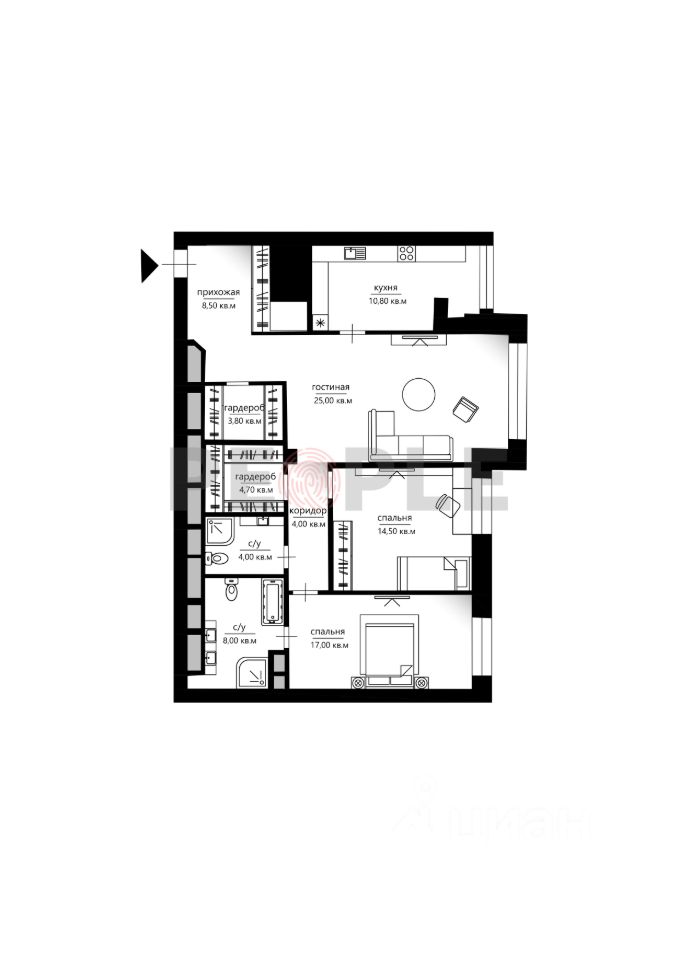 прихожая
8,50 кв.м
кухня
10,80 кв.м
гостиная
25,00 кв.м
гардероб
3,80 кв.м
PEOPLE
гардероб
4,70 кв.м
коридор
4,00 кв.м
спальня
14,50 кв.м
с/у
4,00 кв.м
с/у
8,00 кв.м
спальня
17,00 кв.м
циан